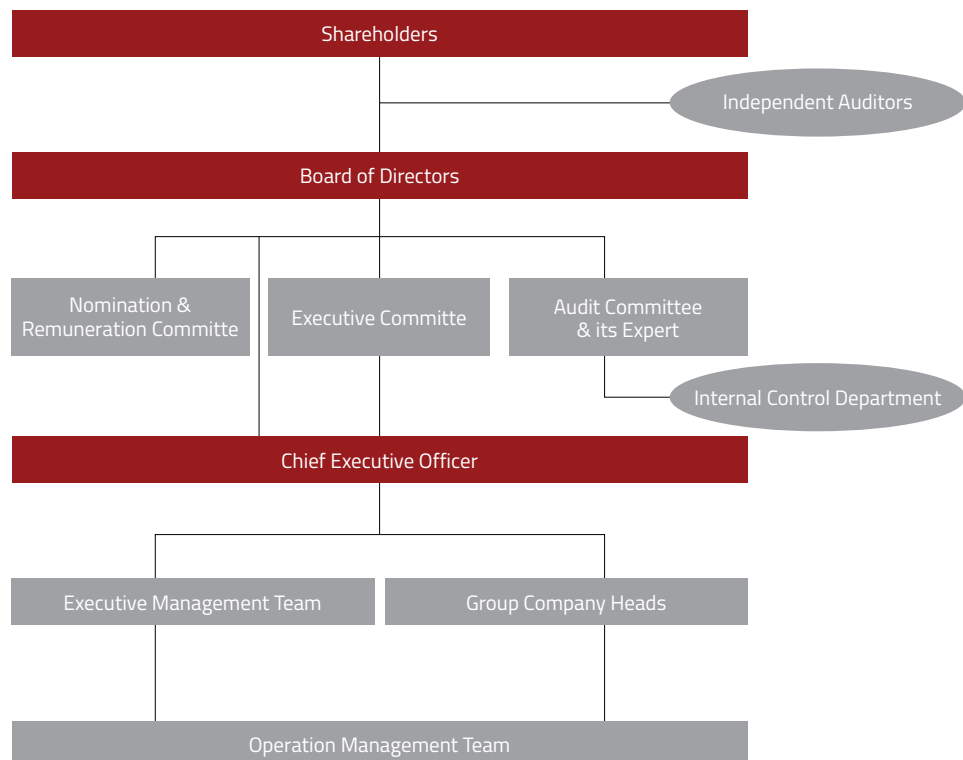 Shareholders
Independent Auditors
Board of Directors
Nomination &
Remuneration Committe
Executive Committe
Audit Committee
& its Expert
Internal Control Department
Chief Executive Officer
Executive Management Team
Group Company Heads
Operation Management Team